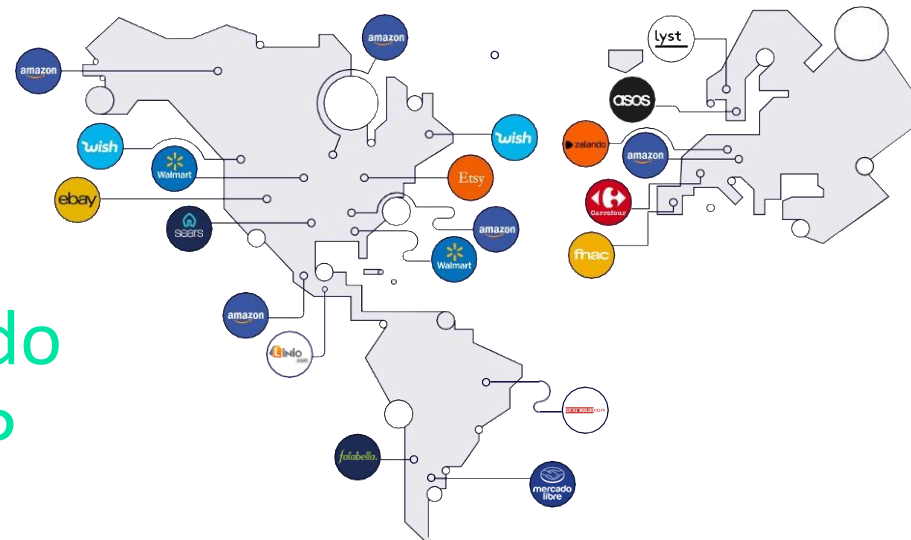 amazon
amazon
lyst
asos
wish
wish
zalando
amazon
Walmart
Etsy
ebay
Carrefour
sears
amazon
fnac
Walmart
amazon
Linio
.com
do
falabella.
mercado
libre